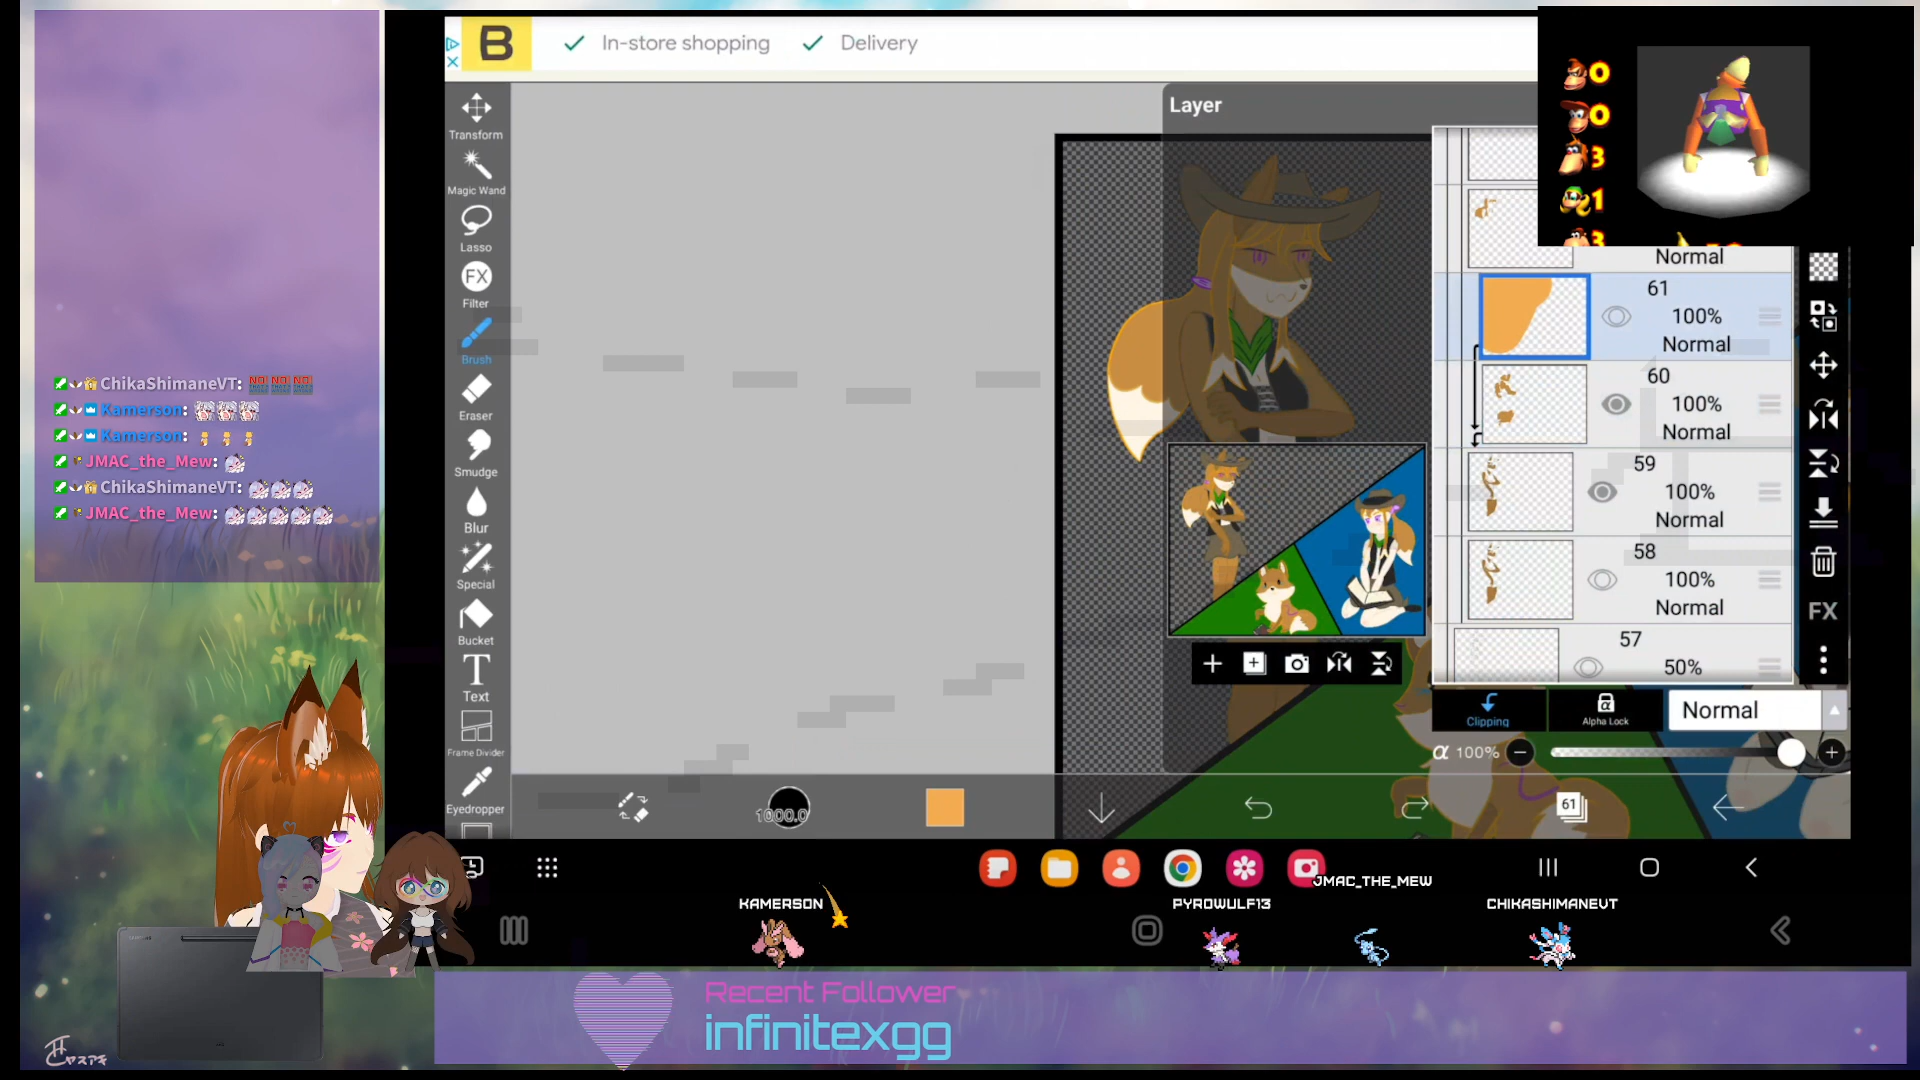 B
In-store shopping
Delivery
Layer
0
0
3
1
3
Transform
Magic Wand
Lasso
FX
Filter
Brush
Eraser
Smudge
Blur
Special
Bucket
T
Text
Frame Divider
Eyedropper
Normal
61
100%
Normal
60
100%
Normal
59
100%
Normal
58
100%
Normal
57
50%
FX
Clipping
Alpha Lock
Normal
α 100%
1000.0
61
ChikaShimaneVT:
Kamerson:
Kamerson:
JMAC_the_Mew:
ChikaShimaneVT:
JMAC_the_Mew:
KAMERSON
PYROWULF13
JMAC_THE_MEW
CHIKASHIMANEVT
Recent Follower
infinitexgg
SAMSUNG